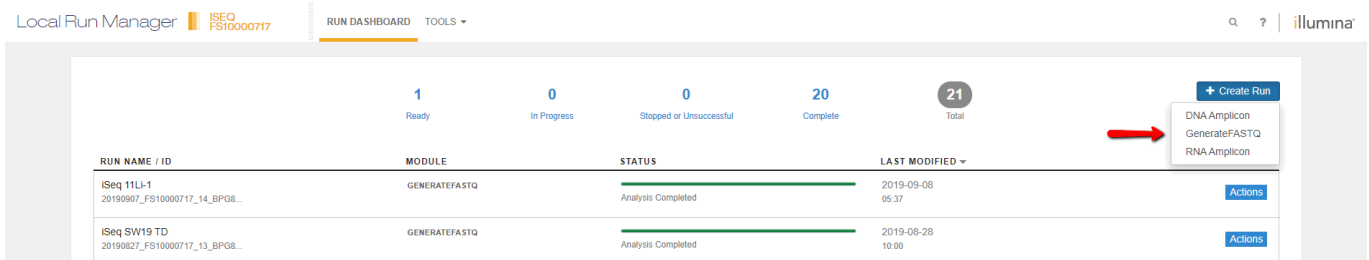 Local Run Manager ISEQ FS10000717 RUN DASHBOARD TOOLS ? illumina
1 0 0 20 21 + Create Run
Ready In Progress Stopped or Unsuccessful Complete Total
DNA Amplicon
GenerateFASTQ
RNA Amplicon
RUN NAME / ID MODULE STATUS LAST MODIFIED
iSeq 11Li-1 GENERATEFASTQ 2019-09-08 Actions
20190907_FS10000717_14_BPG8... Analysis Completed 05:37
iSeq SW19 TD GENERATEFASTQ 2019-08-28 Actions
20190827_FS10000717_13_BPG8... Analysis Completed 10:00